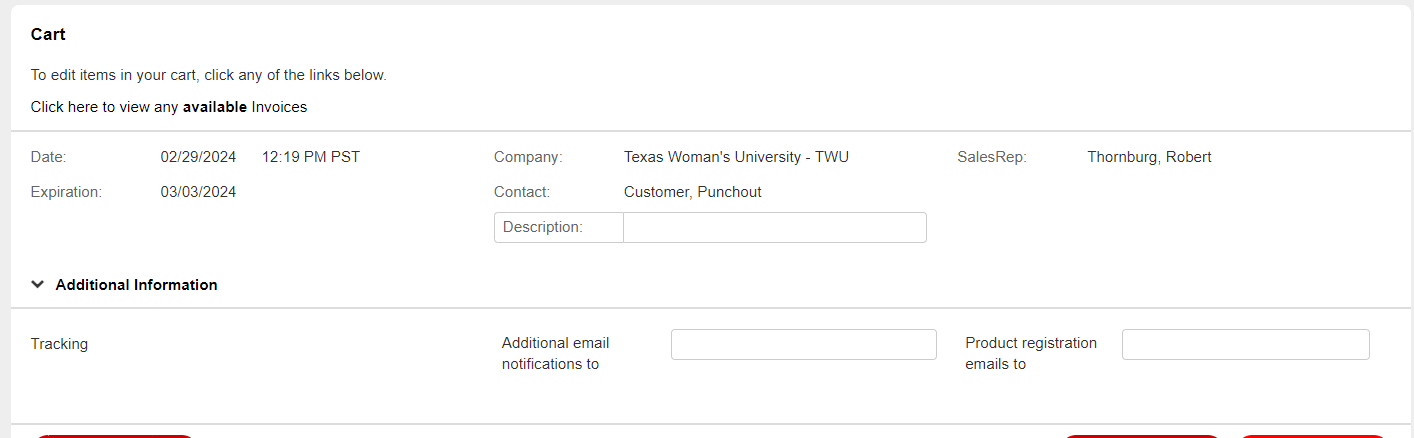 Cart
To edit items in your cart, click any of the links below.
Click here to view any available Invoices
Date: 02/29/2024 12:19 PM PST Company: Texas Woman's University - TWU SalesRep: Thornburg, Robert
Expiration: 03/03/2024 Contact: Customer, Punchout
Description:
Additional Information
Tracking Additional email Product registration
notifications to emails to